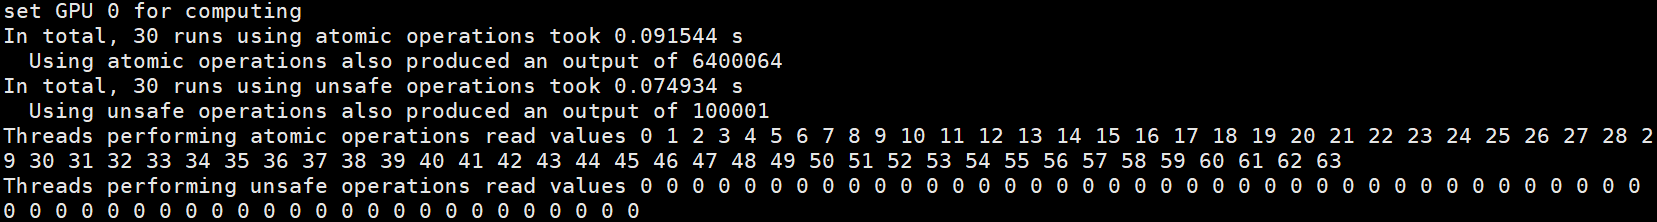 set GPU 0 for computing
In total, 30 runs using atomic operations took 0.091544 s
  Using atomic operations also produced an output of 6400064
In total, 30 runs using unsafe operations took 0.074934 s
  Using unsafe operations also produced an output of 100001
Threads performing atomic operations read values 0 1 2 3 4 5 6 7 8 9 10 11 12 13 14 15 16 17 18 19 20 21 22 23 24 25 26 27 28 2
9 30 31 32 33 34 35 36 37 38 39 40 41 42 43 44 45 46 47 48 49 50 51 52 53 54 55 56 57 58 59 60 61 62 63
Threads performing unsafe operations read values 0 0 0 0 0 0 0 0 0 0 0 0 0 0 0 0 0 0 0 0 0 0 0 0 0 0 0 0 0 0 0 0 0 0 0 0 0 0 0
0 0 0 0 0 0 0 0 0 0 0 0 0 0 0 0 0 0 0 0 0 0 0 0 0